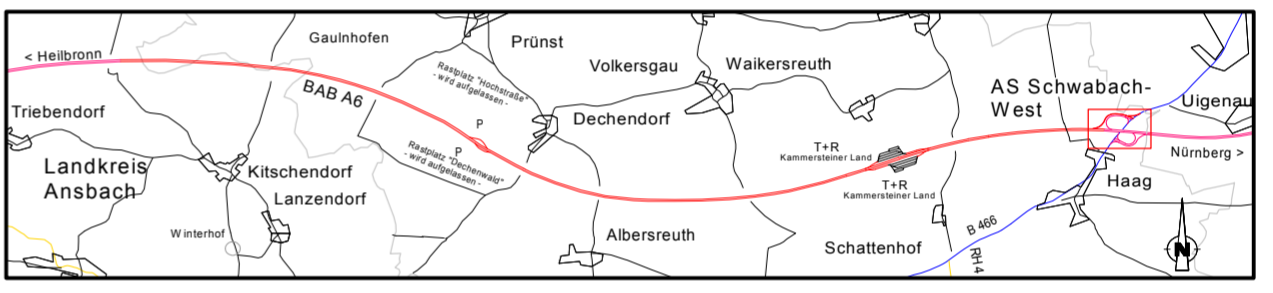 < Heilbronn
Gaulnhofen
Prünst
BAB A6
Rastplatz "Hochstraße"
- wird aufgelassen -
Volkersgau
Waikersreuth
AS Schwabach-
West
Uigenau
Triebendorf
P
P
Dechendorf
Rastplatz "Dechenwald"
- wird aufgelassen -
T+R
Kammersteiner Land
T+R
Kammersteiner Land
Nürnberg >
Landkreis
Ansbach
Kitschendorf
Lanzendorf
Haag
Winterhof
Albersreuth
Schattenhof
B 466
RH4
N